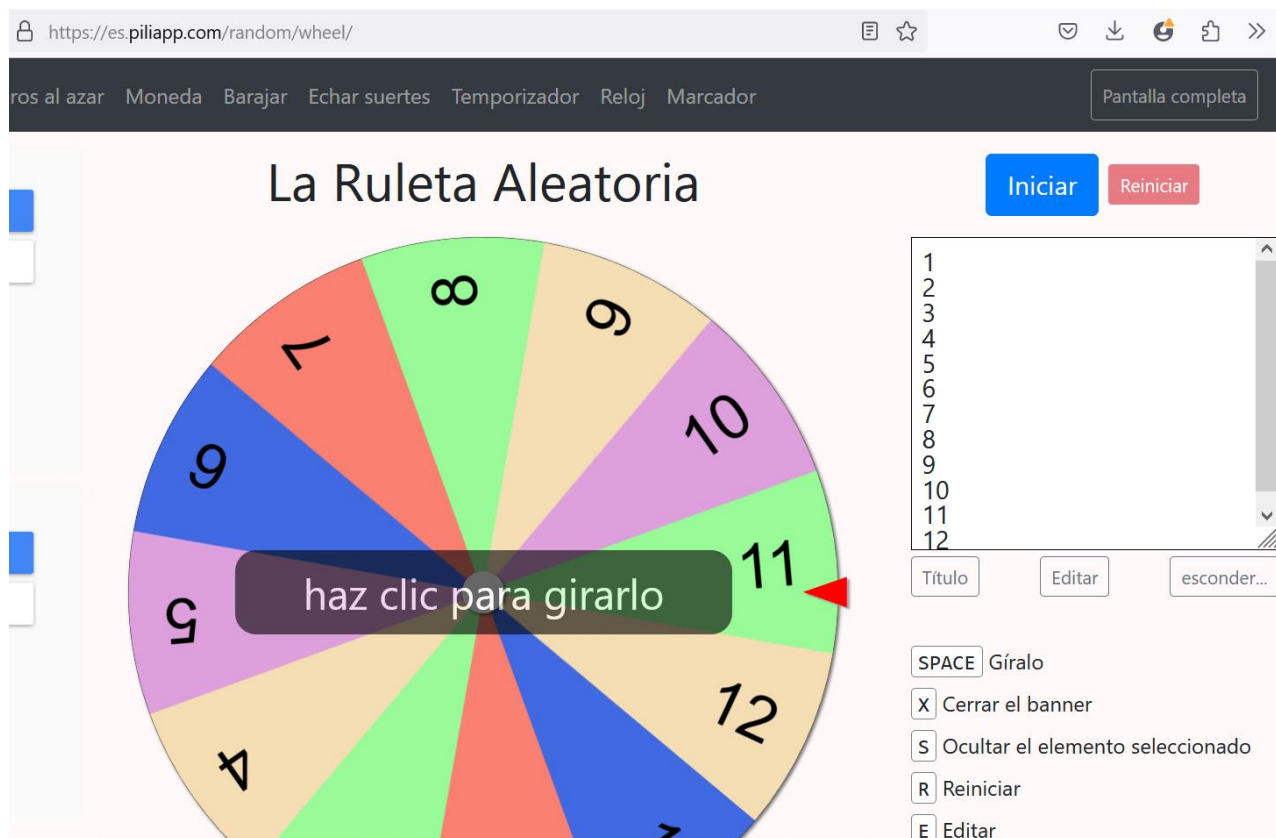 https://es.piliapp.com/random/wheel/
ros al azar Moneda Barajar Echar suertes Temporizador Reloj Marcador Pantalla completa
La Ruleta Aleatoria
Iniciar Reiniciar
8
9
7
10
6
11
5
12
4
haz clic para girarlo
1
2
3
4
5
6
7
8
9
10
11
12
Título Editar esconder...
SPACE Gíralo
X Cerrar el banner
S Ocultar el elemento seleccionado
R Reiniciar
E Editar